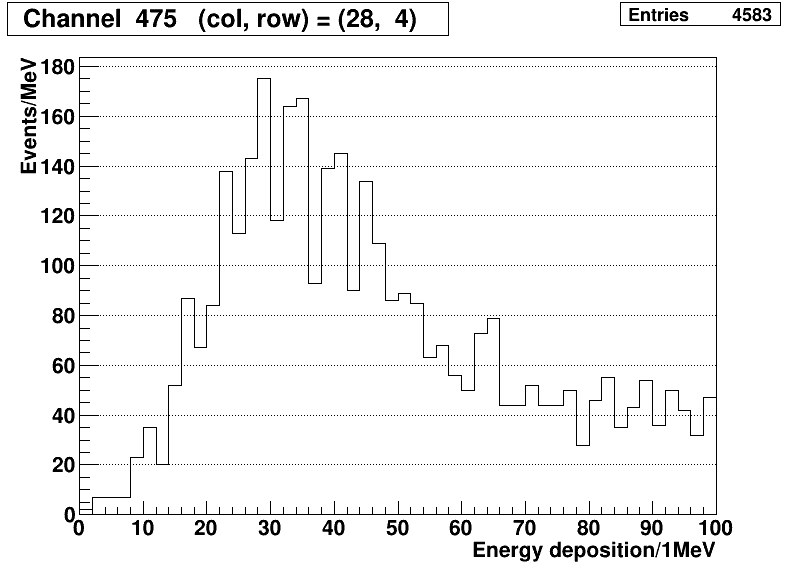 Channel 475 (col, row) = (28, 4)
Entries 4583
Events/MeV
180
160
140
120
100
80
60
40
20
0
0 10 20 30 40 50 60 70 80 90 100
Energy deposition/1MeV